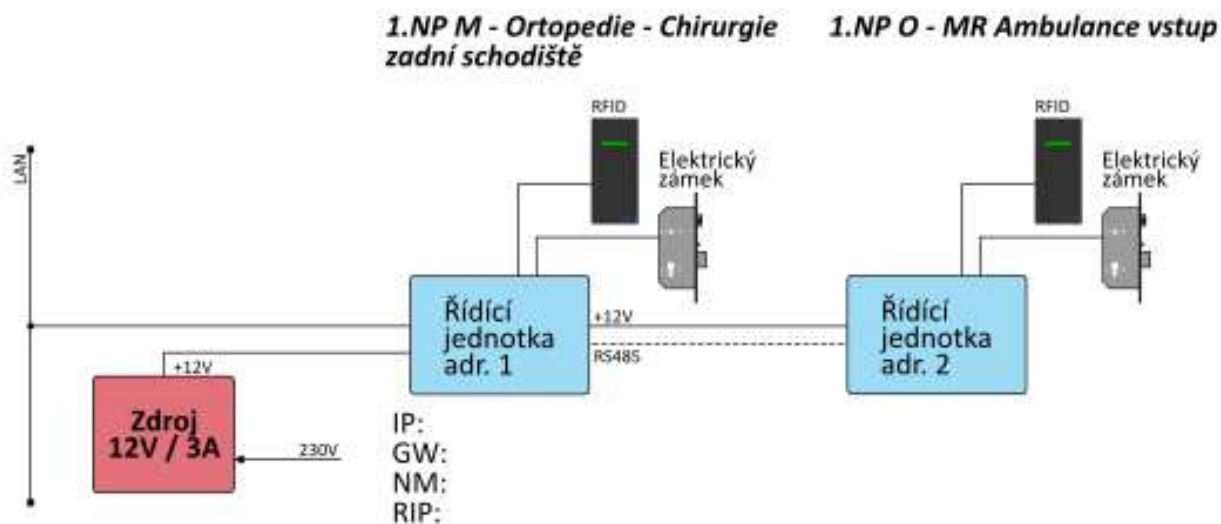 1.NP M - Ortopedie - Chirurgie
zadní schodiště
1.NP O - MR Ambulance vstup
RFID
RFID
LAN
Elektrický
zámek
Elektrický
zámek
Řídící
jednotka
adr. 1
+12V
RS485
Řídící
jednotka
adr. 2
+12V
Zdroj
12V / 3A
230V
IP:
GW:
NM:
RIP: